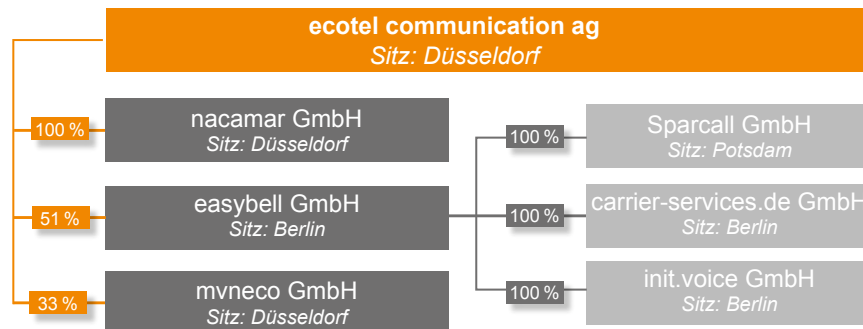 ecotel communication ag
Sitz: Düsseldorf
100 %
nacamar GmbH
Sitz: Düsseldorf
100 %
Sparcall GmbH
Sitz: Potsdam
51 %
easybell GmbH
Sitz: Berlin
100 %
carrier-services.de GmbH
Sitz: Berlin
33 %
mvneco GmbH
Sitz: Düsseldorf
100 %
init.voice GmbH
Sitz: Berlin